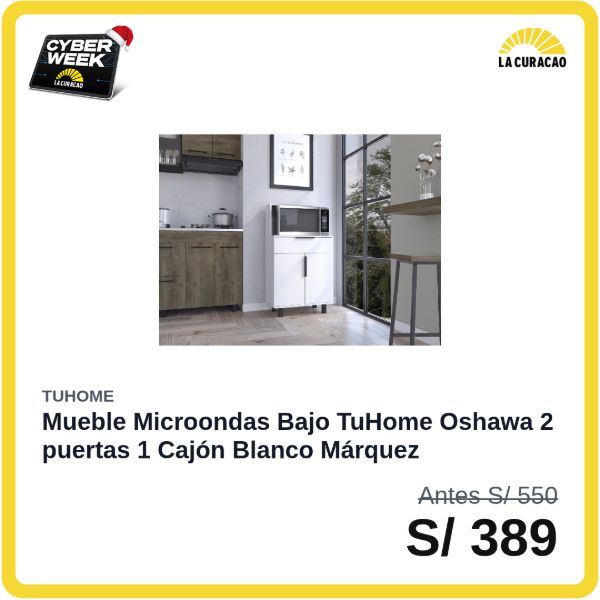 CYBER
WEEK
LA CURACAO
LA CURACAO
TUHOME
Mueble Microondas Bajo TuHome Oshawa 2
puertas 1 Cajón Blanco Márquez
Antes S/ 550
S/ 389